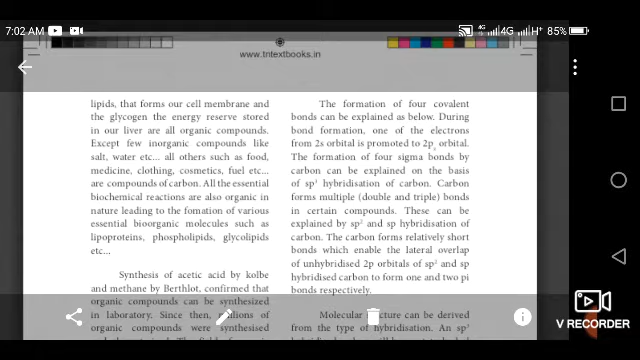 7:02 AM
4G 4G H+ 85%
www.tntextbooks.in
lipids, that forms our cell membrane and
the glycogen the energy reserve stored
in our liver are all organic compounds.
Except few inorganic compounds like
salt, water etc... all others such as food,
medicine, clothing, cosmetics, fuel etc...
are compounds of carbon. All the essential
biochemical reactions are also organic in
nature leading to the fomation of various
essential bioorganic molecules such as
lipoproteins, phospholipids, glycolipids
etc...
Synthesis of acetic acid by kolbe
and methane by Berthlot, confirmed that
organic compounds can be synthesized
in laboratory. Since then, millions of
organic compounds were synthesised
The formation of four covalent
bonds can be explained as below. During
bond formation, one of the electrons
from 2s orbital is promoted to 2pz orbital.
The formation of four sigma bonds by
carbon can be explained on the basis
of sp³ hybridisation of carbon. Carbon
forms multiple (double and triple) bonds
in certain compounds. These can be
explained by sp² and sp hybridisation of
carbon. The carbon forms relatively short
bonds which enable the lateral overlap
of unhybridised 2p orbitals of sp² and sp
hybridised carbon to form one and two pi
bonds respectively.
Molecular structure can be derived
from the type of hybridisation. An sp³
V RECORDER